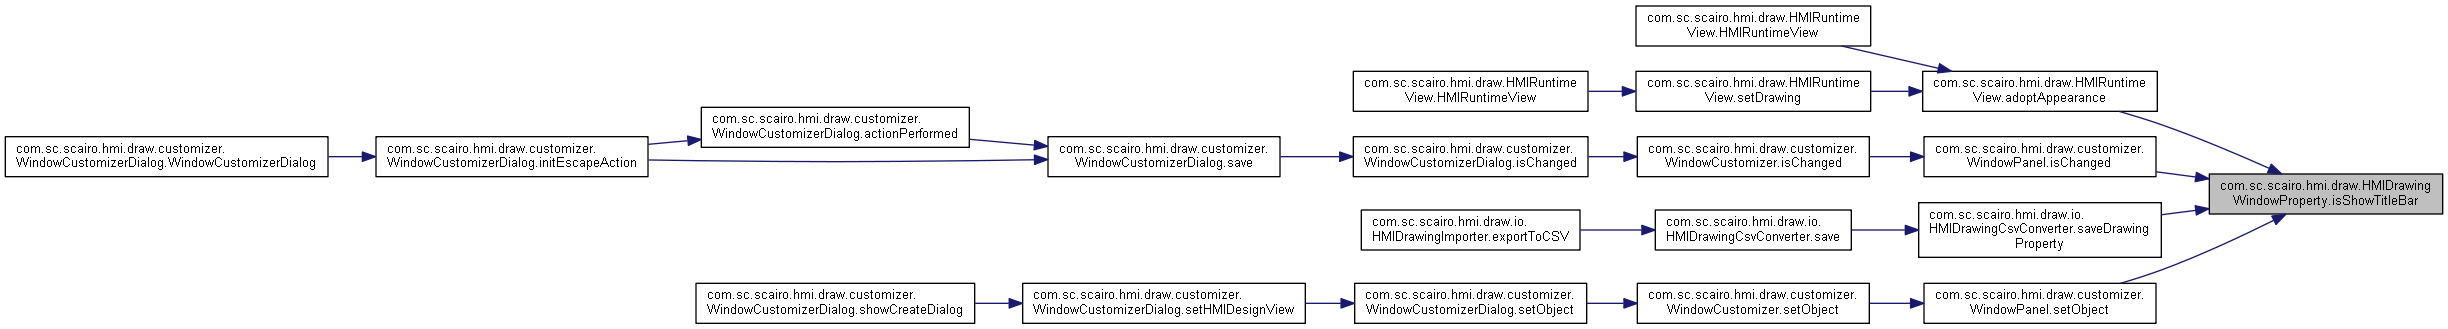 com.sc.scairo.hmi.draw.HMIRuntime
View.HMIRuntimeView
com.sc.scairo.hmi.draw.HMIRuntime
View.HMIRuntimeView
com.sc.scairo.hmi.draw.HMIRuntime
View.setDrawing
com.sc.scairo.hmi.draw.HMIRuntime
View.adoptAppearance
com.sc.scairo.hmi.draw.customizer.
WindowCustomizerDialog.actionPerformed
com.sc.scairo.hmi.draw.customizer.
WindowCustomizerDialog.WindowCustomizerDialog
com.sc.scairo.hmi.draw.customizer.
WindowCustomizerDialog.initEscapeAction
com.sc.scairo.hmi.draw.customizer.
WindowCustomizerDialog.save
com.sc.scairo.hmi.draw.customizer.
WindowCustomizerDialog.isChanged
com.sc.scairo.hmi.draw.customizer.
WindowCustomizer.isChanged
com.sc.scairo.hmi.draw.customizer.
WindowPanel.isChanged
com.sc.scairo.hmi.draw.HMIDrawing
WindowProperty.isShowTitleBar
com.sc.scairo.hmi.draw.io.
HMIDrawingImporter.exportToCSV
com.sc.scairo.hmi.draw.io.
HMIDrawingCsvConverter.save
com.sc.scairo.hmi.draw.io.
HMIDrawingCsvConverter.saveDrawing
Property
com.sc.scairo.hmi.draw.customizer.
WindowCustomizerDialog.showCreateDialog
com.sc.scairo.hmi.draw.customizer.
WindowCustomizerDialog.setHMIDesignView
com.sc.scairo.hmi.draw.customizer.
WindowCustomizerDialog.setObject
com.sc.scairo.hmi.draw.customizer.
WindowCustomizer.setObject
com.sc.scairo.hmi.draw.customizer.
WindowPanel.setObject